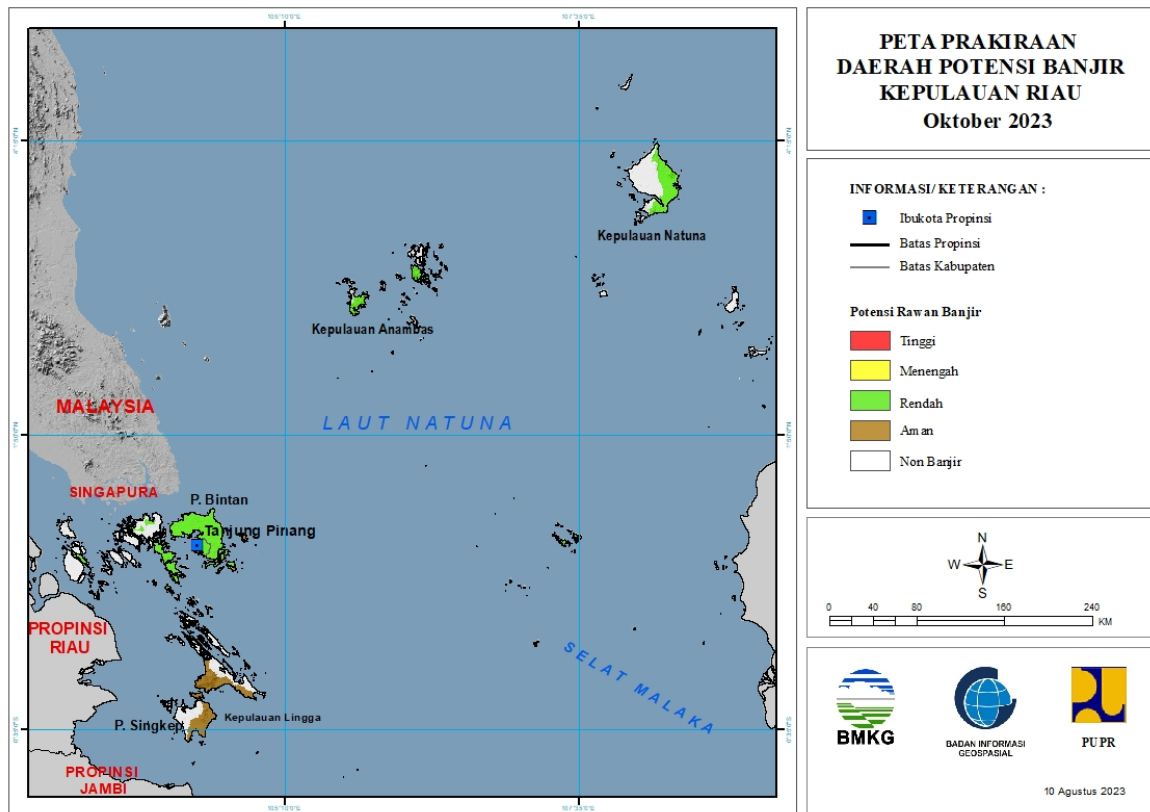 PETA PRAKIRAAN
DAERAH POTENSI BANJIR
KEPULAUAN RIAU
Oktober 2023
INFORMASI/ KETERANGAN :
Ibukota Propinsi
Batas Propinsi
Batas Kabupaten
Potensi Rawan Banjir
Tinggi
Menengah
Rendah
Aman
Non Banjir
N
W E
S
0 40 80 160 240
KM
BMKG
BADAN INFORMASI
GEOSPASIAL
PUPR
10 Agustus 2023
Kepulauan Natuna
Kepulauan Anambas
MALAYSIA
LAUT NATUNA
SINGAPURA
P. Bintan
Tanjung Pinang
PROPINSI
RIAU
SELAT MALAKA
Kepulauan Lingga
P. Singkep
PROPINSI
JAMBI